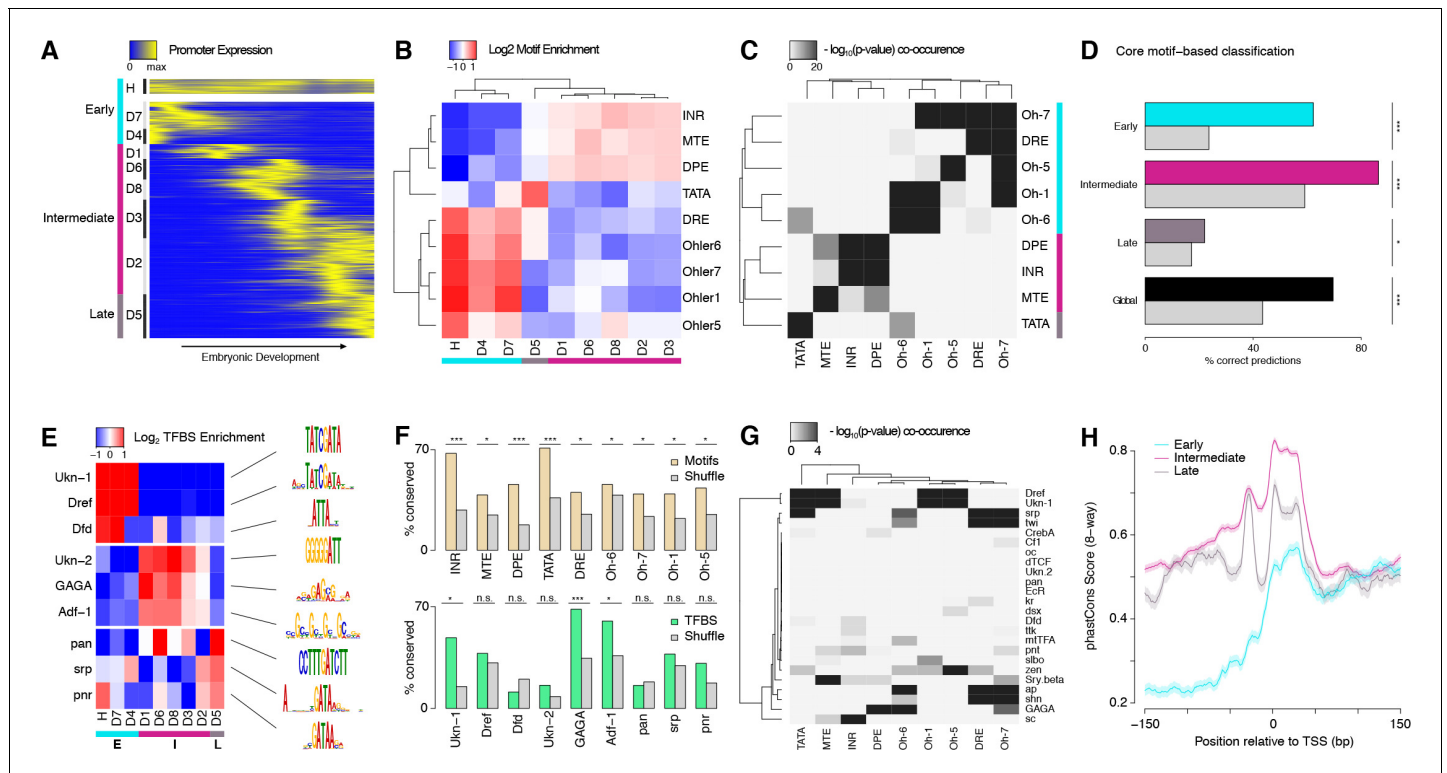 A
Promoter Expression
0 max
Early
Intermediate
Late
H
D7
D4
D1
D6
D8
D3
D2
D5
Embryonic Development
B
Log2 Motif Enrichment
−1 0 1
INR
MTE
DPE
TATA
DRE
Ohler6
Ohler7
Ohler1
Ohler5
H D4 D7 D5 D1 D6 D8 D2 D3
C
- log10(p-value) co-occurence
0 20
Oh-7
DRE
Oh-5
Oh-1
Oh-6
DPE
INR
MTE
TATA
TATA MTE INR DPE Oh-6 Oh-1 Oh-5 DRE Oh-7
D Core motif−based classification
Early
***
Intermediate
***
Late
*
Global
***
0 40 80
% correct predictions
E
Log2 TFBS Enrichment
−1 0 1
Ukn-1
Dref
Dfd
Ukn-2
GAGA
Adf-1
pan
srp
pnr
H D7 D4 D1 D6 D8 D3 D2 D5
E I L
TATCGATA
TATCGATA
ATTA
GGGGGATT
GAG
CCTTTGATCTT
A GATA
GATAA
F
70
0
% conserved
*** * *** *** * * * * *
Motifs
Shuffle
INR MTE DPE TATA DRE Oh-6 Oh-7 Oh-1 Oh-5
70
0
% conserved
* n.s. n.s. n.s. *** * n.s. n.s. n.s.
TFBS
Shuffle
Ukn-1 Dref Dfd Ukn-2 GAGA Adf-1 pan srp pnr
G
- log10(p-value) co-occurence
0 4
Dref
Ukn-1
srp
twi
CrebA
Cf1
oc
dTCF
Ukn.2
pan
EcR
kr
dsx
Dfd
ttk
mtTFA
pnt
slbo
zen
Sry.beta
ap
shn
GAGA
sc
TATA MTE INR DPE Oh-6 Oh-1 Oh-5 DRE Oh-7
H
Early
Intermediate
Late
0.8
0.6
0.4
0.2
phastCons Score (8-way)
−150 0 150
Position relative to TSS (bp)